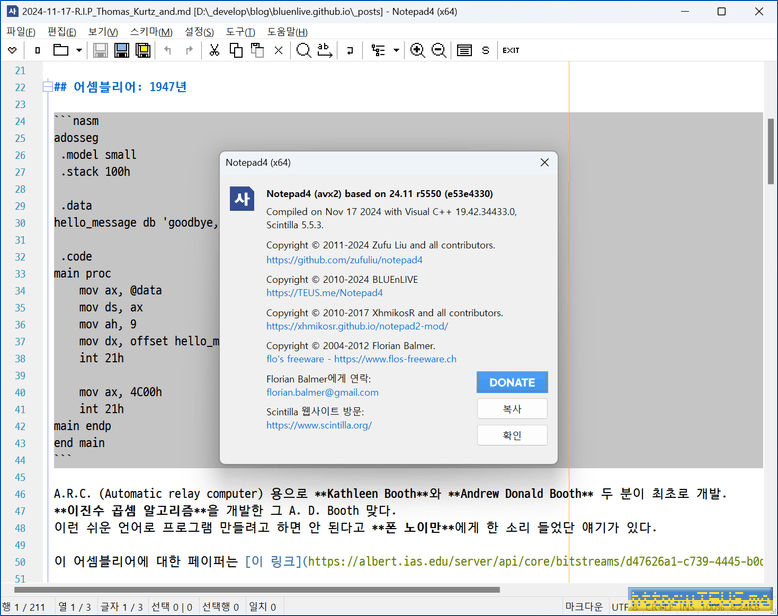 2024-11-17-R.I.P_Thomas_Kurtz_and.md [D:\_develop\blog\bluenlive.github.io\_posts] - Notepad4 (x64)
파일(F) 편집(E) 보기(V) 스키마(M) 설정(S) 도구(T) 도움말(H)
ab S EXIT
21
22 ## 어셈블리어: 1947년
23
24 ```nasm
25 adosseg
26 .model small
27 .stack 100h
28
29 .data
30 hello_message db 'goodbye,
31
32 .code
33 main proc
34 mov ax, @data
35 mov ds, ax
36 mov ah, 9
37 mov dx, offset hello_m
38 int 21h
39
40 mov ax, 4C00h
41 int 21h
42 main endp
43 end main
44 ```
45
46 A.R.C. (Automatic relay computer) 용으로 **Kathleen Booth**와 **Andrew Donald Booth** 두 분이 최초로 개발.
47 **이진수 곱셈 알고리즘**을 개발한 그 A. D. Booth 맞다.
48 이런 쉬운 언어로 프로그램 만들려고 하면 안 된다고 **폰 노이만**에게 한 소리 들었단 얘기가 있다.
49
50 이 어셈블리어에 대한 페이퍼는 [이 링크](https://albert.ias.edu/server/api/core/bitstreams/d47626a1-c739-4445-b0d
51
Notepad4 (x64)
사
Notepad4 (avx2) based on 24.11 r5550 (e53e4330)
Compiled on Nov 17 2024 with Visual C++ 19.42.34433.0,
Scintilla 5.5.3.
Copyright © 2011-2024 Zufu Liu and all contributors.
https://github.com/zufuliu/notepad4
Copyright © 2010-2024 BLUEnLIVE
https://TEUS.me/Notepad4
Copyright © 2010-2017 XhmikosR and all contributors.
https://xhmikosr.github.io/notepad2-mod/
Copyright © 2004-2012 Florian Balmer.
flo's freeware - https://www.flos-freeware.ch
Florian Balmer에게 연락:
florian.balmer@gmail.com
Scintilla 웹사이트 방문:
https://www.scintilla.org/
DONATE
복사
확인
행 1 / 211 열 1 / 3 글자 1 / 3 선택 0 | 0 선택행 0 일치 0 마크다운